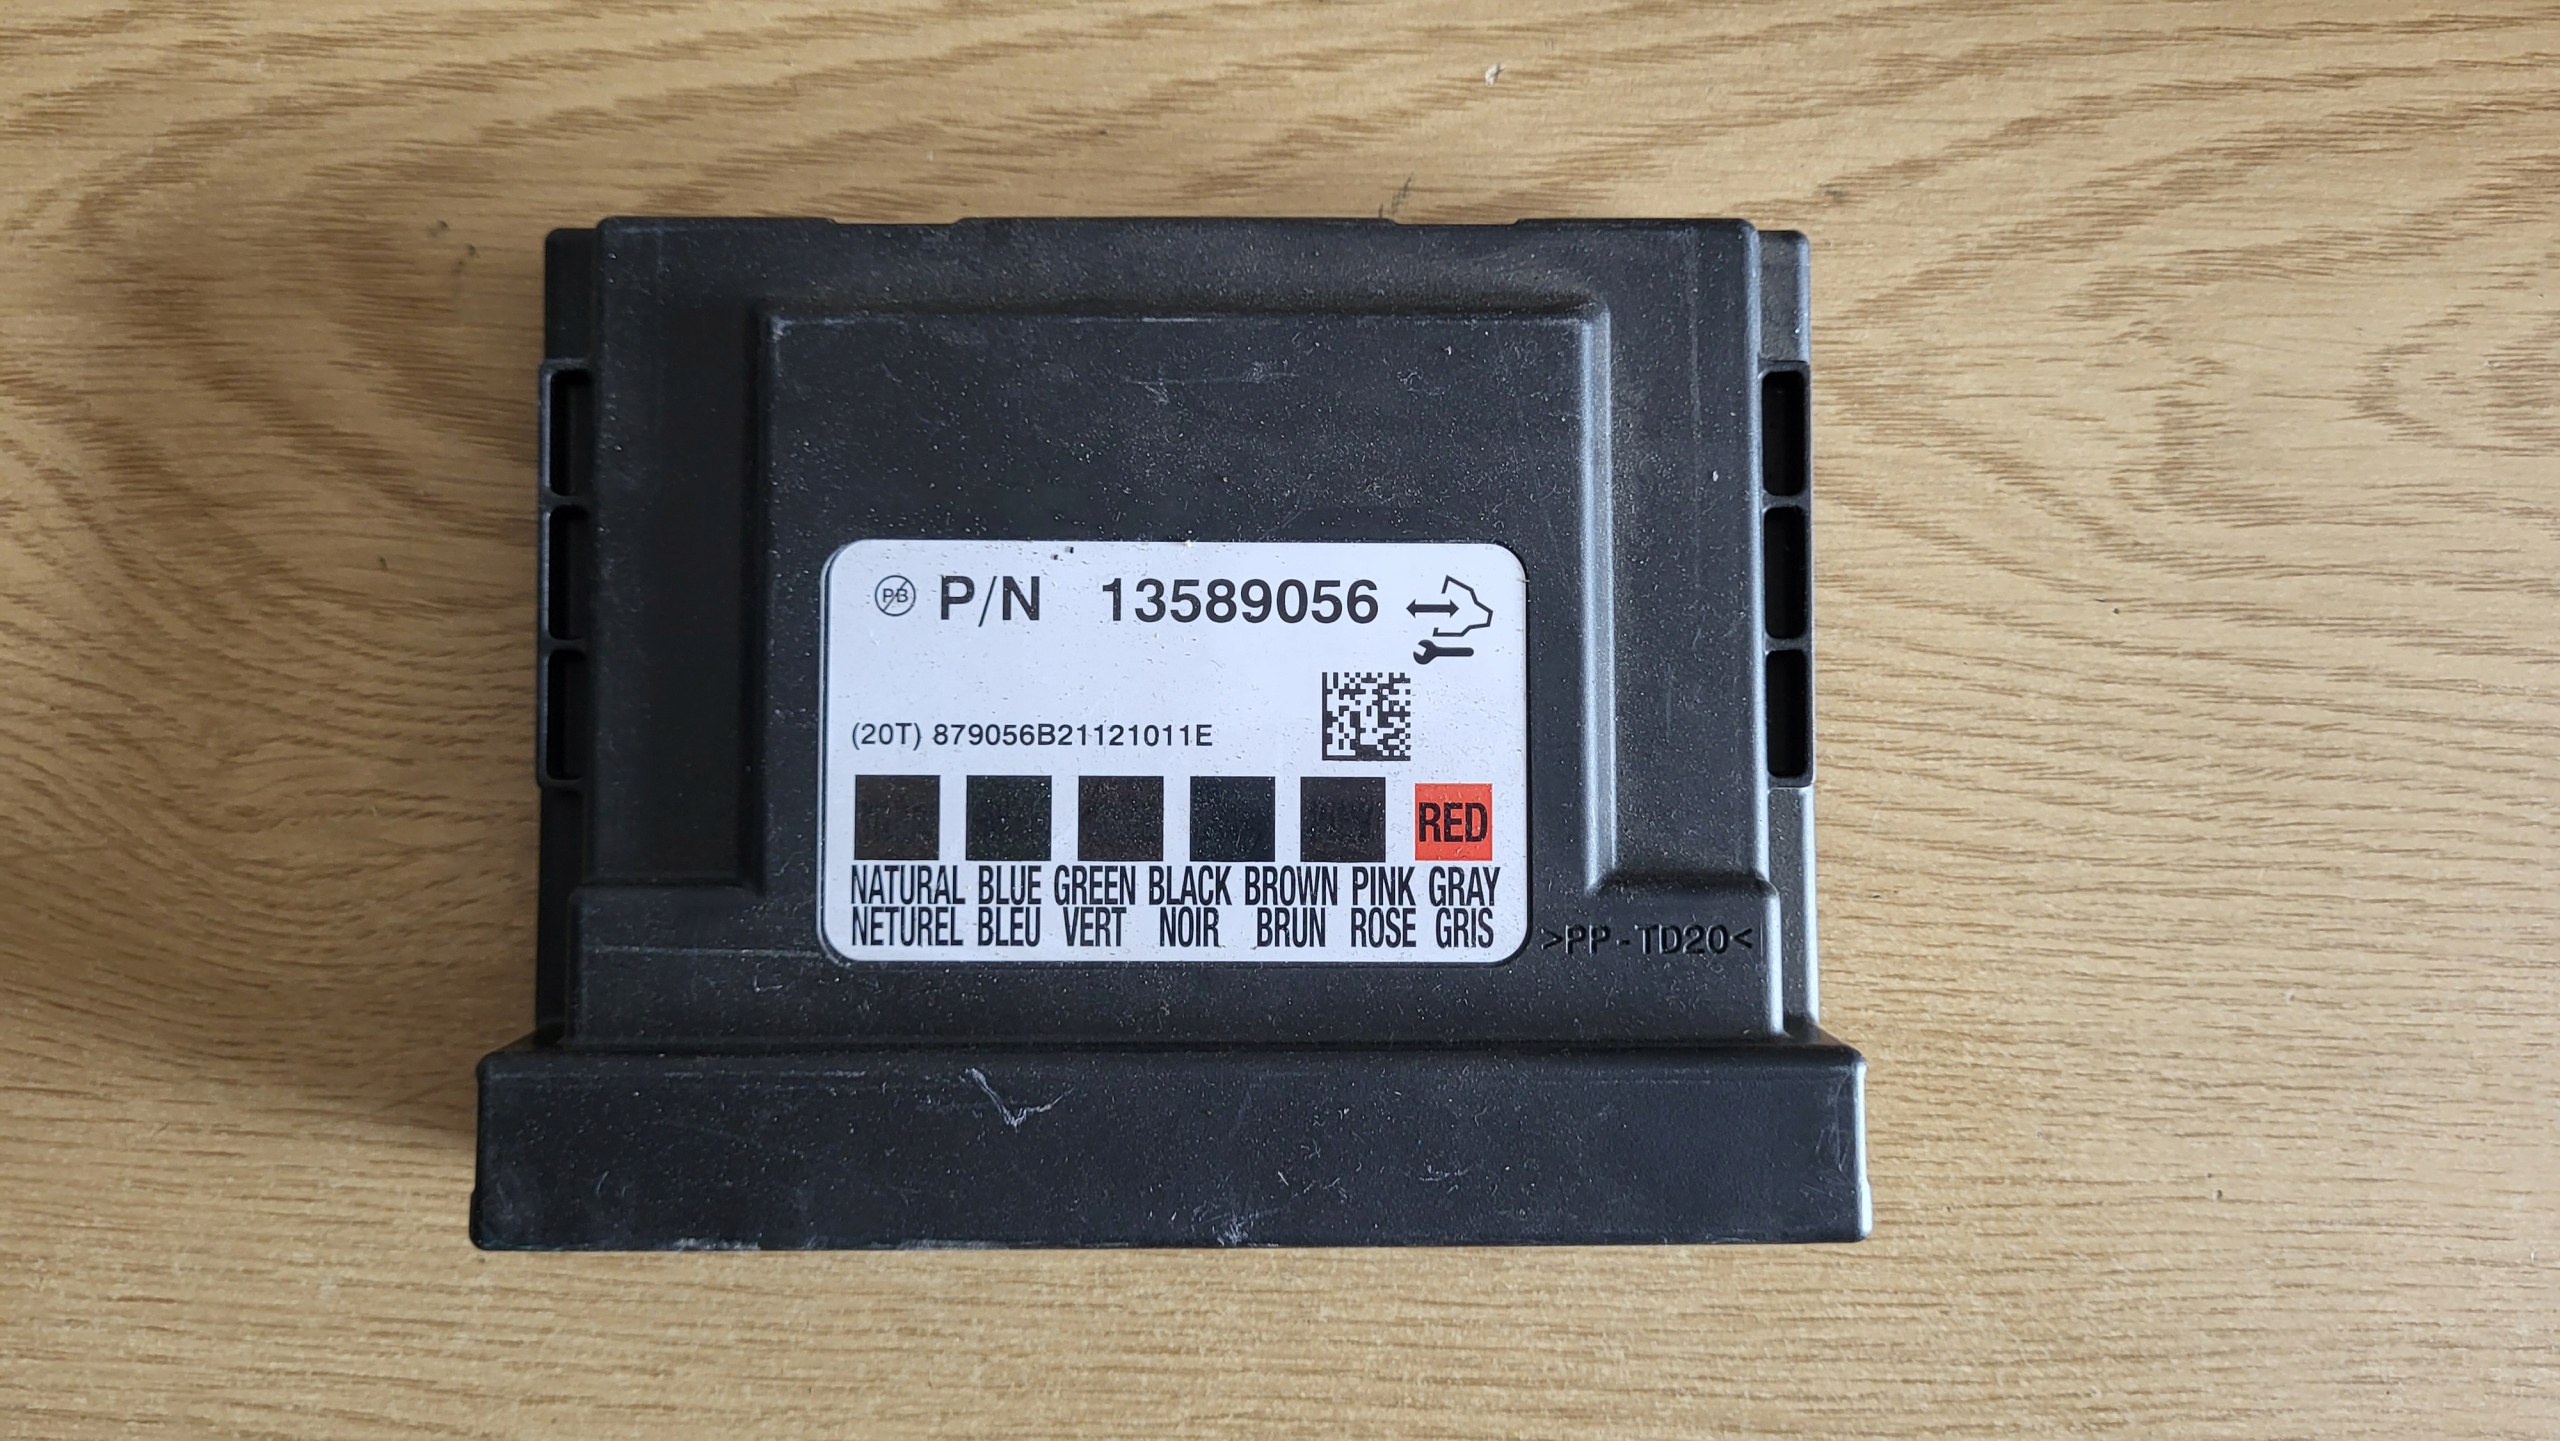 PB P/N 13589056
(20T) 879056B21121011E
RED
NATURAL BLUE GREEN BLACK BROWN PINK GRAY
NETUREL BLEU VERT NOIR BRUN ROSE GRIS
>PP-TD20<